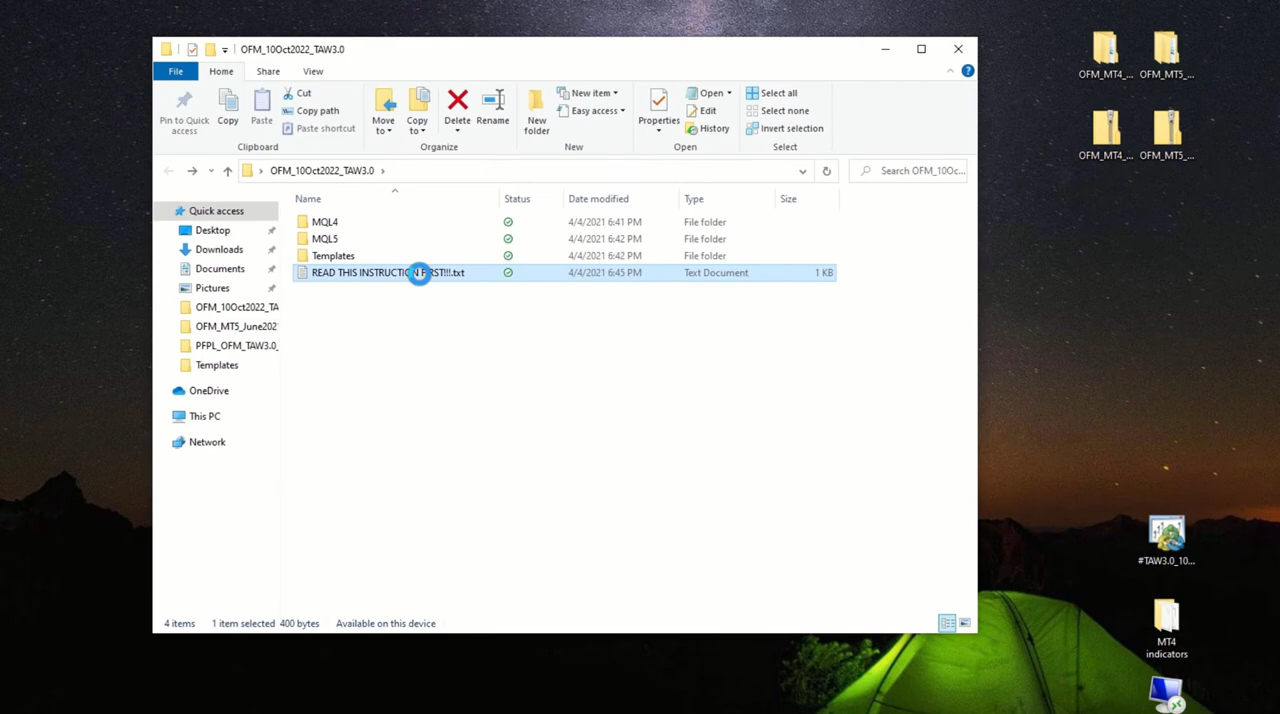 OFM_10Oct2022_TAW3.0
File Home Share View
Pin to Quick access
Copy
Paste
Cut
Copy path
Paste shortcut
Clipboard
Move to
Copy to
Delete
Rename
Organize
New folder
New item
Easy access
New
Properties
Open
Edit
History
Open
Select all
Select none
Invert selection
Select
OFM_10Oct2022_TAW3.0
Search OFM_10Oc...
Name Status Date modified Type Size
MQL4 4/4/2021 6:41 PM File folder
MQL5 4/4/2021 6:42 PM File folder
Templates 4/4/2021 6:42 PM File folder
READ THIS INSTRUCTION FIRST!!!.txt 4/4/2021 6:45 PM Text Document 1 KB
Quick access
Desktop
Downloads
Documents
Pictures
OFM_10Oct2022_TA
OFM_MT5_June202
PFPL_OFM_TAW3.0_
Templates
OneDrive
This PC
Network
4 items 1 item selected 400 bytes Available on this device
OFM_MT4_... OFM_MT5_...
OFM_MT4_... OFM_MT5_...
#TAW3.0_10...
MT4
indicators